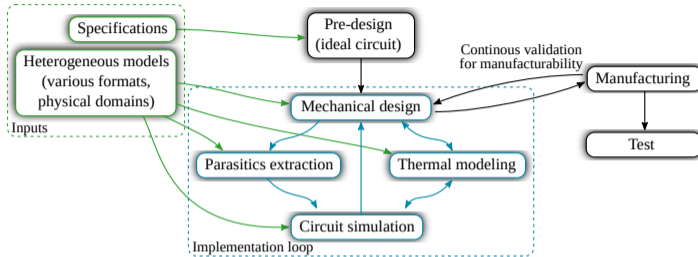 Specifications
Pre-design
(ideal circuit)
Heterogeneous models
(various formats,
physical domains)
Inputs
Continous validation
for manufacturability
Manufacturing
Mechanical design
Test
Parasitics extraction
Thermal modeling
Circuit simulation
Implementation loop